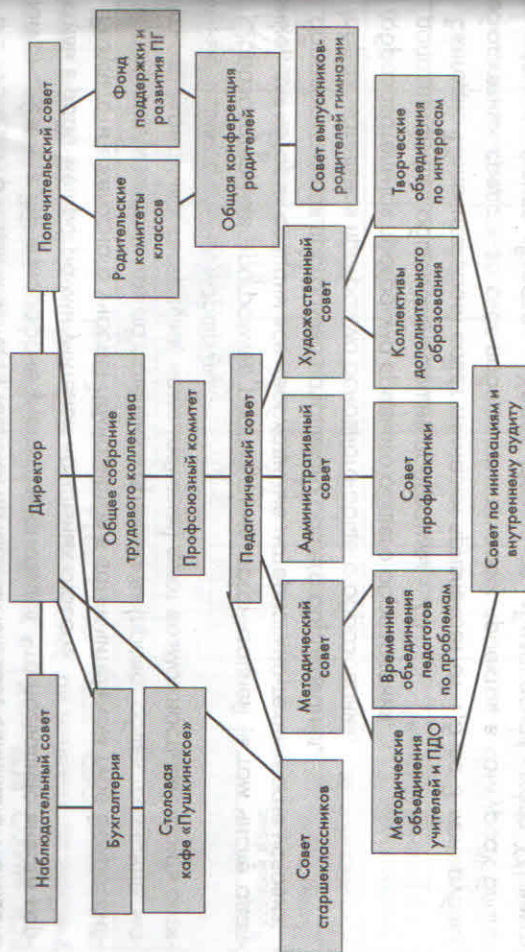 Наблюдательный совет
Директор
Попечительский совет
Бухгалтерия
Общее собрание
трудового коллектива
Родительские
комитеты
классов
Фонд
поддержки и
развития ПГ
Столовая
кафе «Пушкинское»
Профсоюзный комитет
Общая конференция
родителей
Педагогический совет
Совет выпускников-
родителей гимназии
Совет
старшеклассников
Методический
совет
Административный
совет
Художественный
совет
Методические
объединения
учителей и ПДО
Временные
объединения
педагогов
по проблемам
Совет
профилактики
Коллективы
дополнительного
образования
Творческие
объединения
по интересам
Совет по инновациям и
внутреннему аудиту